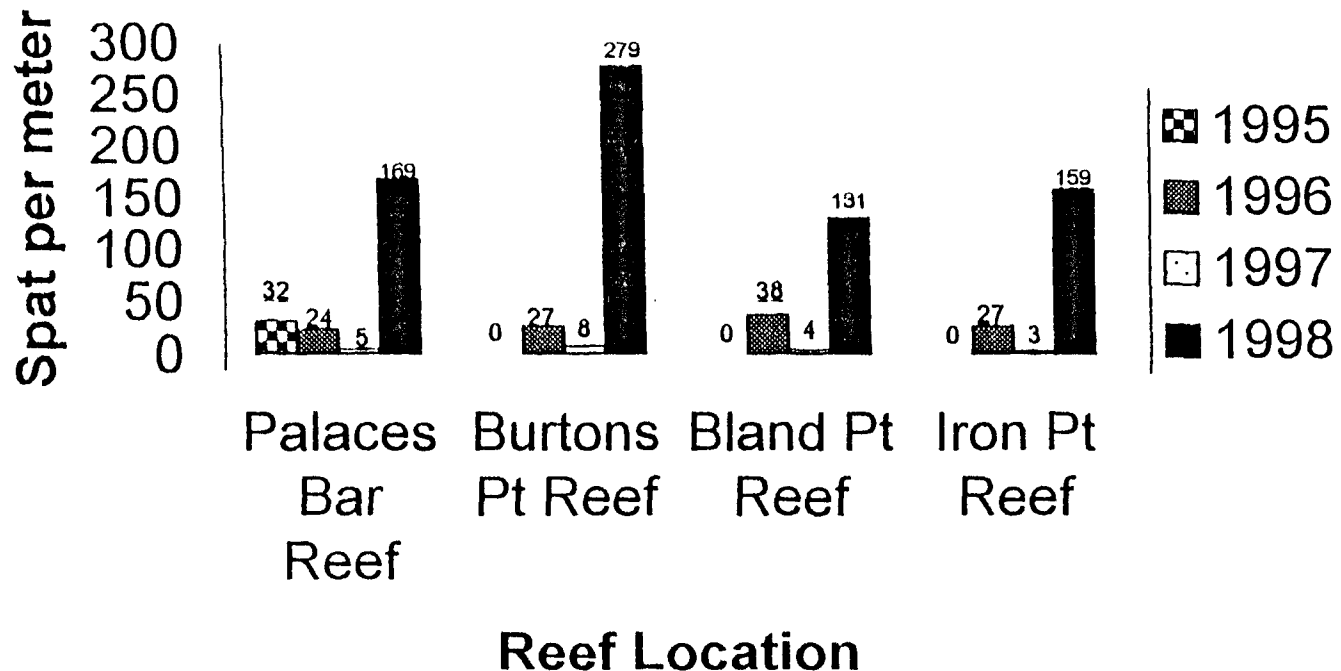 Spat per meter
300
250
200
150
100
50
0
32
24
5
169
0
27
8
279
0
38
4
131
0
27
3
159
1995
1996
1997
1998
Palaces
Bar
Reef
Burtons
Pt Reef
Bland Pt
Reef
Iron Pt
Reef
Reef Location